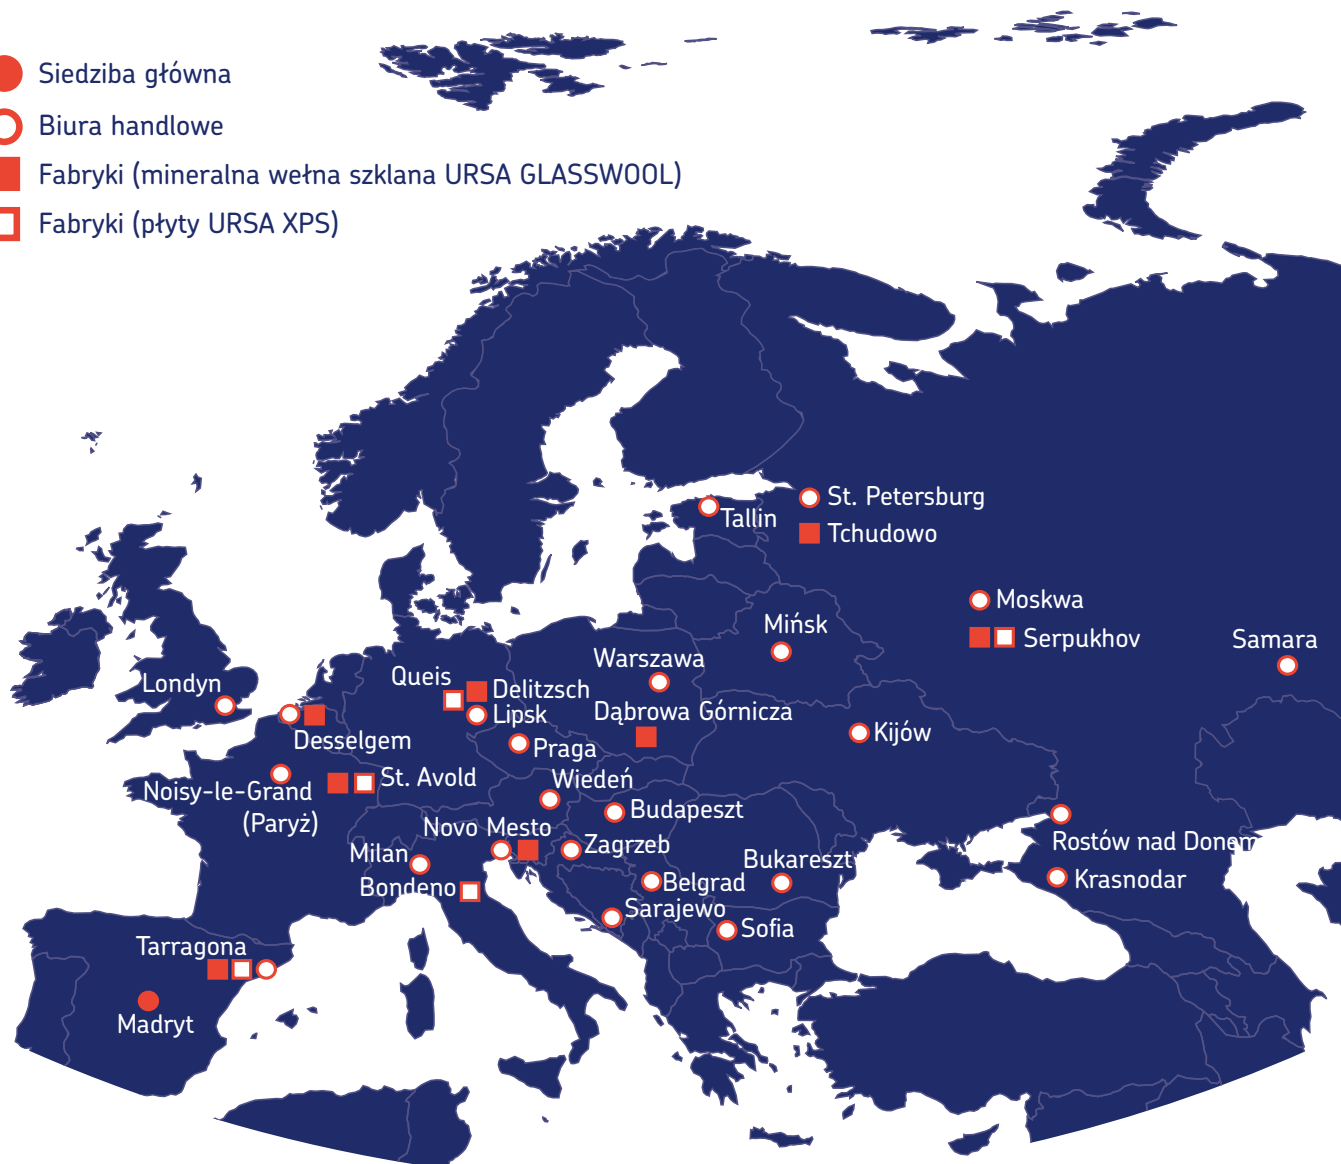 Siedziba główna
Biura handlowe
Fabryki (mineralna wełna szklana URSA GLASSWOOL)
Fabryki (płyty URSA XPS)
St. Petersburg
Tallin
Tchudowo
Moskwa
Mińsk
Serpukhov
Samara
Warszawa
Queis
Londyn
Delitzsch
Lipsk
Dąbrowa Górnicza
Kijów
Desselgem
Praga
St. Avold
Wiedeń
Noisy-le-Grand
(Paryż)
Budapeszt
Novo Mesto
Rostów nad Donem
Zagrzeb
Milan
Bukareszt
Krasnodar
Bondeno
Belgrad
Sarajewo
Sofia
Tarragona
Madryt